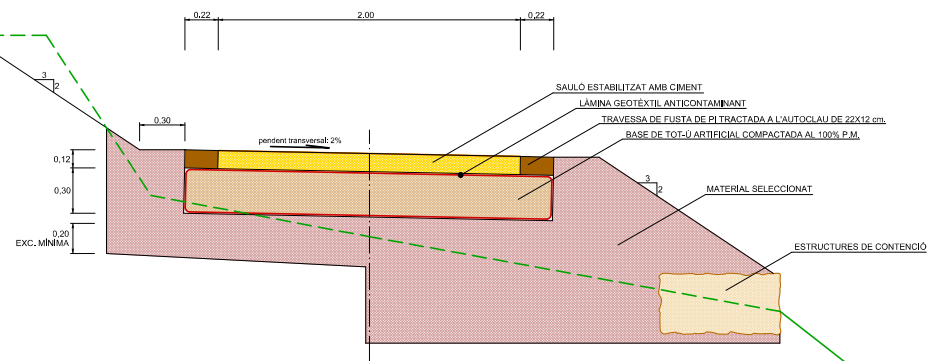 0,22
2.00
0,22
3
2
SAULÓ ESTABILITZAT AMB CIMENT
LÀMINA GEOTÈXTIL ANTICONTAMINANT
0.30
TRAVESSA DE FUSTA DE PI TRACTADA A L'AUTOCLAU DE 22X12 cm.
pendent transversal: 2%
BASE DE TOT-Ú ARTIFICIAL COMPACTADA AL 100% P.M.
0,12
0,30
3
2
MATERIAL SELECCIONAT
0,20
EXC. MÍNIMA
ESTRUCTURES DE CONTENCIÓ